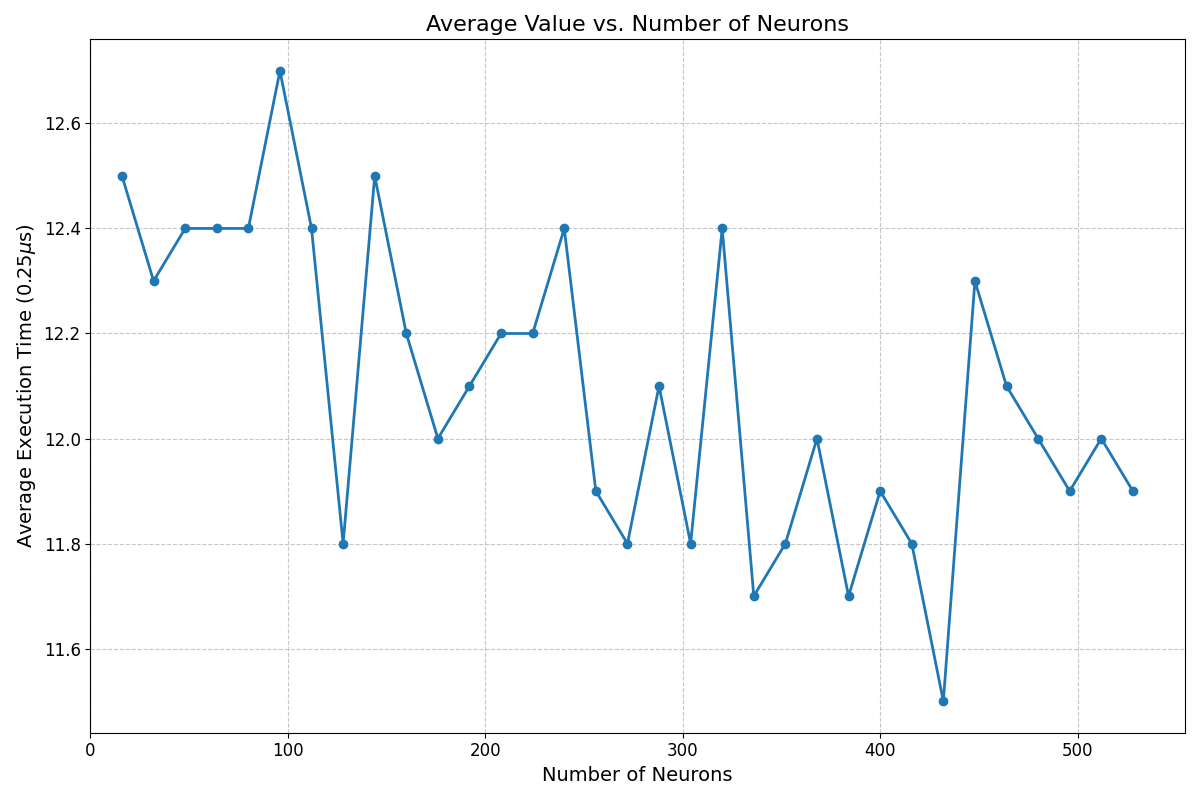 Average Value vs. Number of Neurons
Average Execution Time (0.25μs)
12.6
12.4
12.2
12.0
11.8
11.6
0 100 200 300 400 500
Number of Neurons